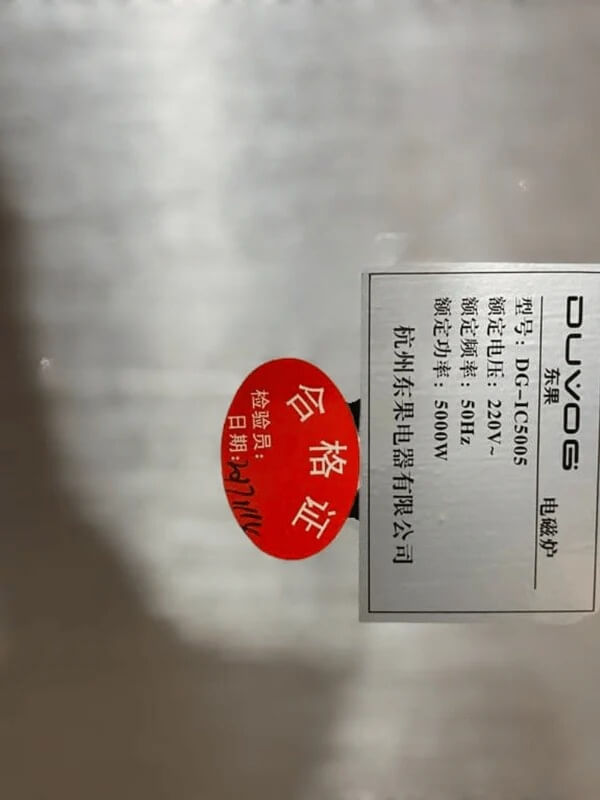 DUVOG
东果 电磁炉
型号：DG-IC5005
额定电压：220V~
额定频率：50Hz
额定功率：5000W
杭州东果电器有限公司
合格证
检验员：
日期：